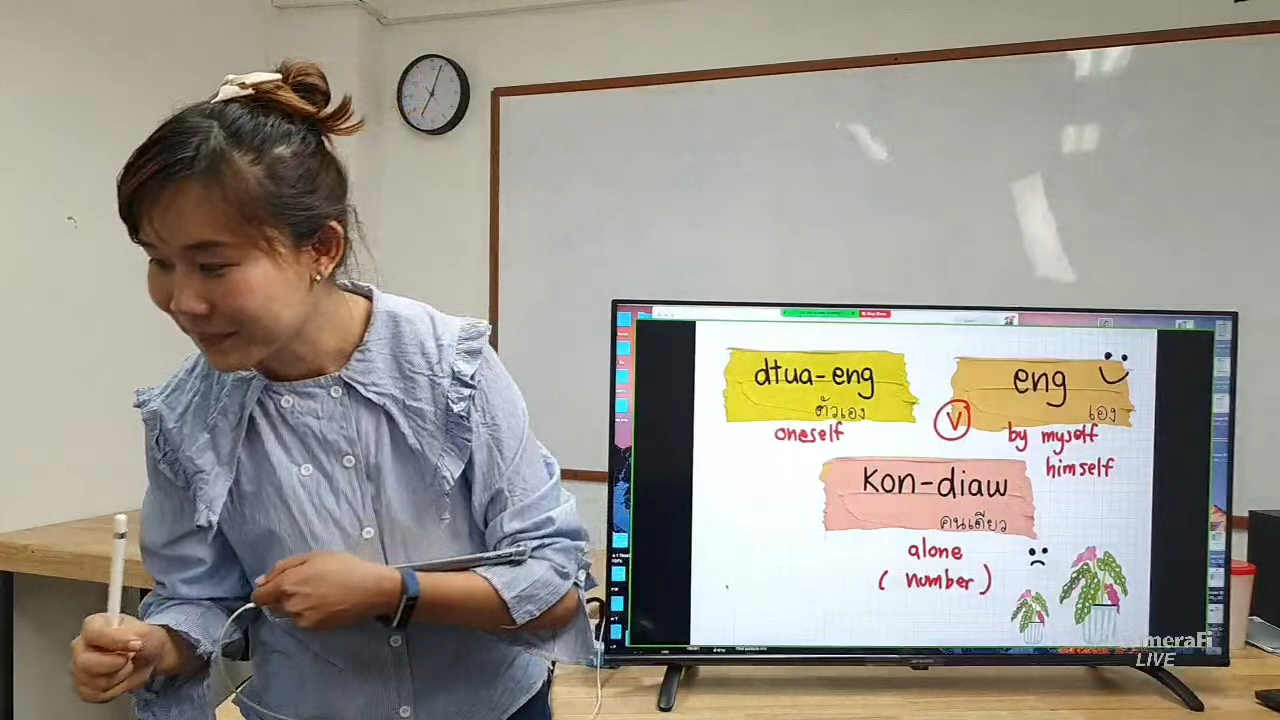 dtua-eng
ตัวเอง
oneself
eng
เอง
V
by myself
himself
kon-diaw
คนเดียว
alone
( number )
LIVE